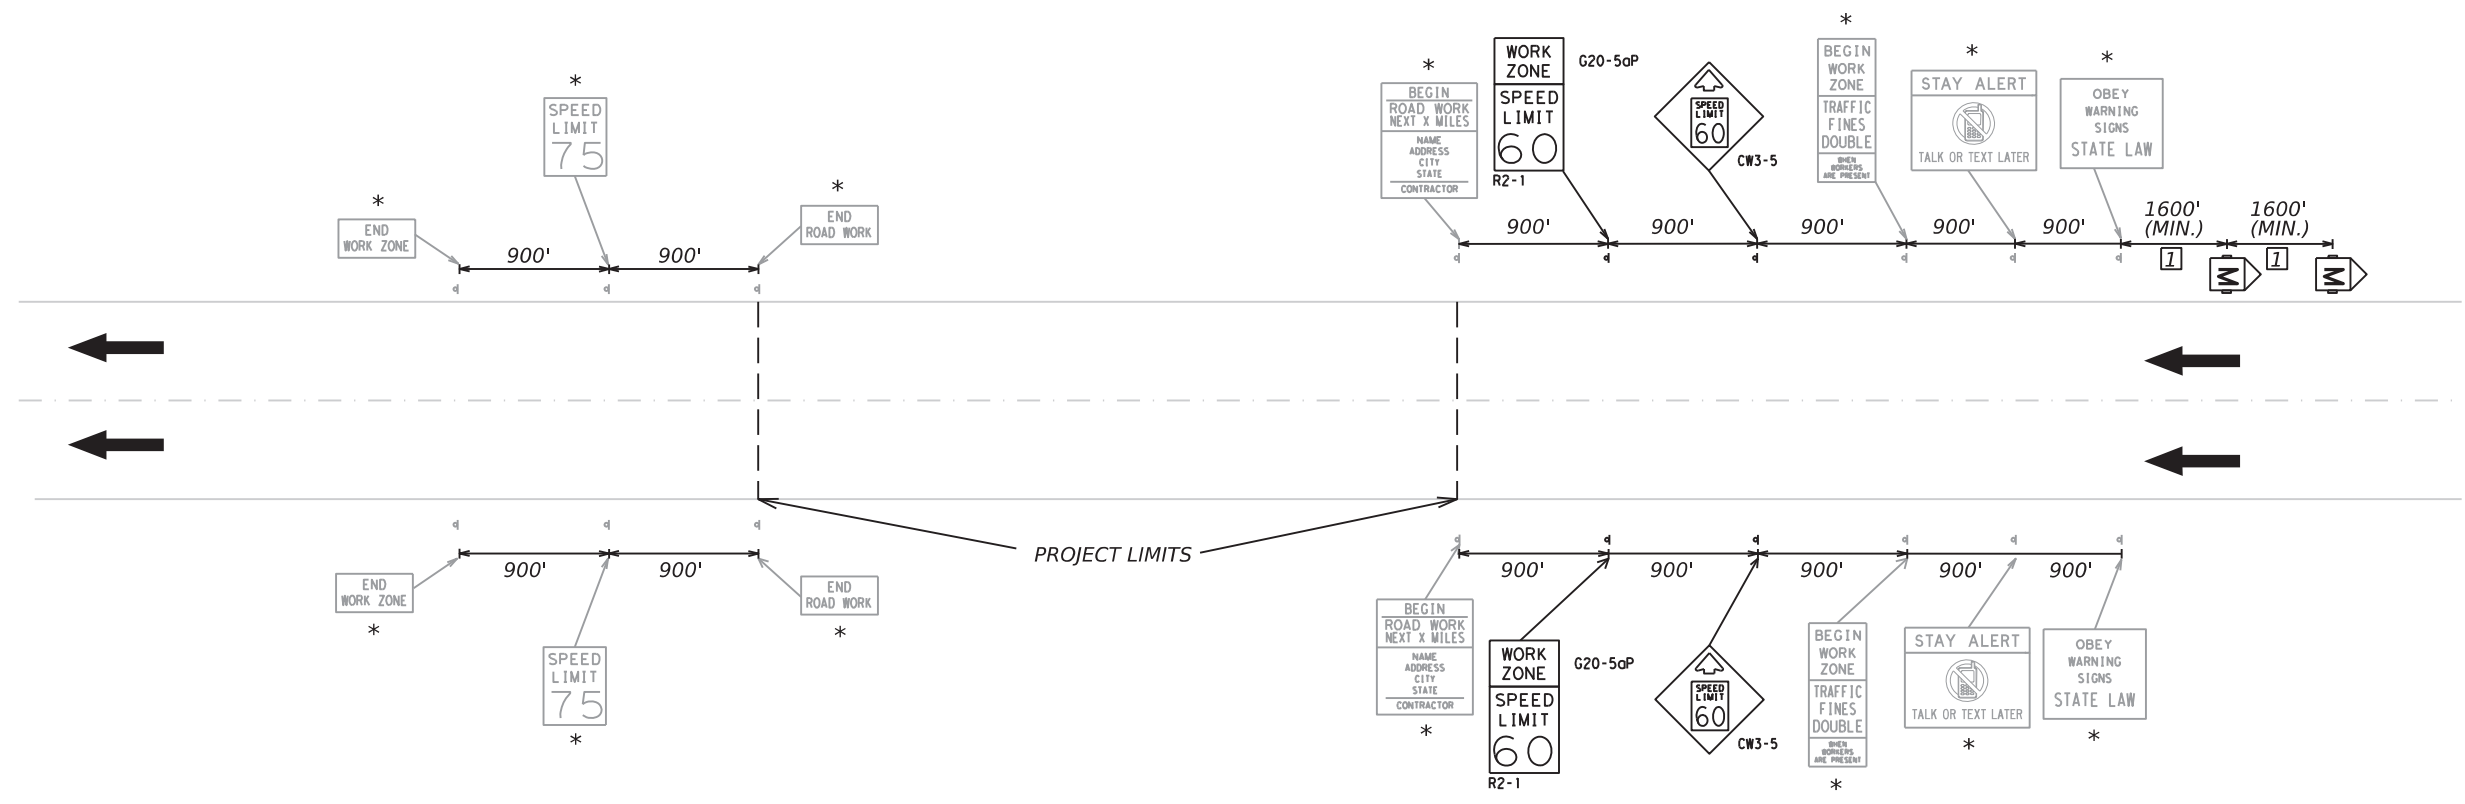 *
SPEED
LIMIT
75
*
END
WORK ZONE
*
END
ROAD WORK
900'
900'
*
BEGIN
ROAD WORK
NEXT X MILES
NAME
ADDRESS
CITY
STATE
CONTRACTOR
WORK
ZONE
SPEED
LIMIT
60
G20-5aP
R2-1
SPEED
LIMIT
60
CW3-5
*
BEGIN
WORK
ZONE
TRAFFIC
FINES
DOUBLE
WHEN
WORKERS
ARE PRESENT
*
STAY ALERT
TALK OR TEXT LATER
*
OBEY
WARNING
SIGNS
STATE LAW
900'
900'
900'
900'
900'
1600'
(MIN.)
1600'
(MIN.)
1
1
M
M
PROJECT LIMITS
900'
900'
END
WORK ZONE
*
SPEED
LIMIT
75
*
END
ROAD WORK
*
900'
900'
900'
900'
900'
BEGIN
ROAD WORK
NEXT X MILES
NAME
ADDRESS
CITY
STATE
CONTRACTOR
*
WORK
ZONE
SPEED
LIMIT
60
G20-5aP
R2-1
SPEED
LIMIT
60
CW3-5
BEGIN
WORK
ZONE
TRAFFIC
FINES
DOUBLE
WHEN
WORKERS
ARE PRESENT
*
STAY ALERT
TALK OR TEXT LATER
*
OBEY
WARNING
SIGNS
STATE LAW
*